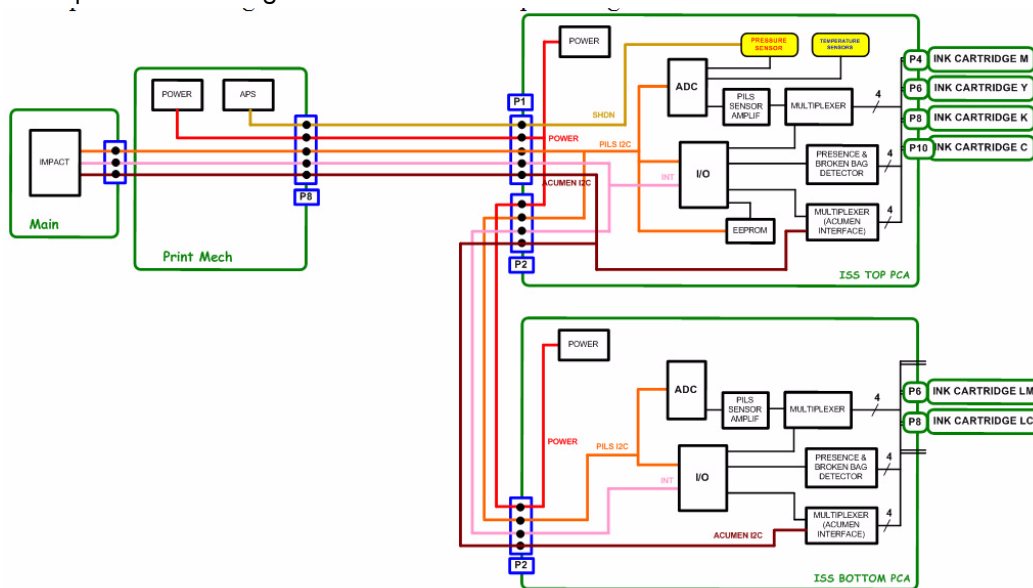 POWER
PRESSURE
SENSOR
TEMPERATURE
SENSORS
P4
INK CARTRIDGE M
POWER
APS
P1
ADC
PILS
SENSOR
AMPLIF
MULTIPLEXER
4
P6
INK CARTRIDGE Y
SHDN
P8
INK CARTRIDGE K
POWER
IMPACT
PILS I2C
P10
INK CARTRIDGE C
I/O
PRESENCE &
BROKEN BAG
DETECTOR
4
INT
ACUMEN I2C
P8
EEPROM
MULTIPLEXER
(ACUMEN
INTERFACE)
4
Main
Print Mech
P2
ISS TOP PCA
POWER
ADC
PILS
SENSOR
AMPLIF
MULTIPLEXER
4
P6
INK CARTRIDGE LM
P8
INK CARTRIDGE LC
POWER
PILS I2C
I/O
PRESENCE &
BROKEN BAG
DETECTOR
4
INT
MULTIPLEXER
(ACUMEN
INTERFACE)
4
ACUMEN I2C
P2
ISS BOTTOM PCA